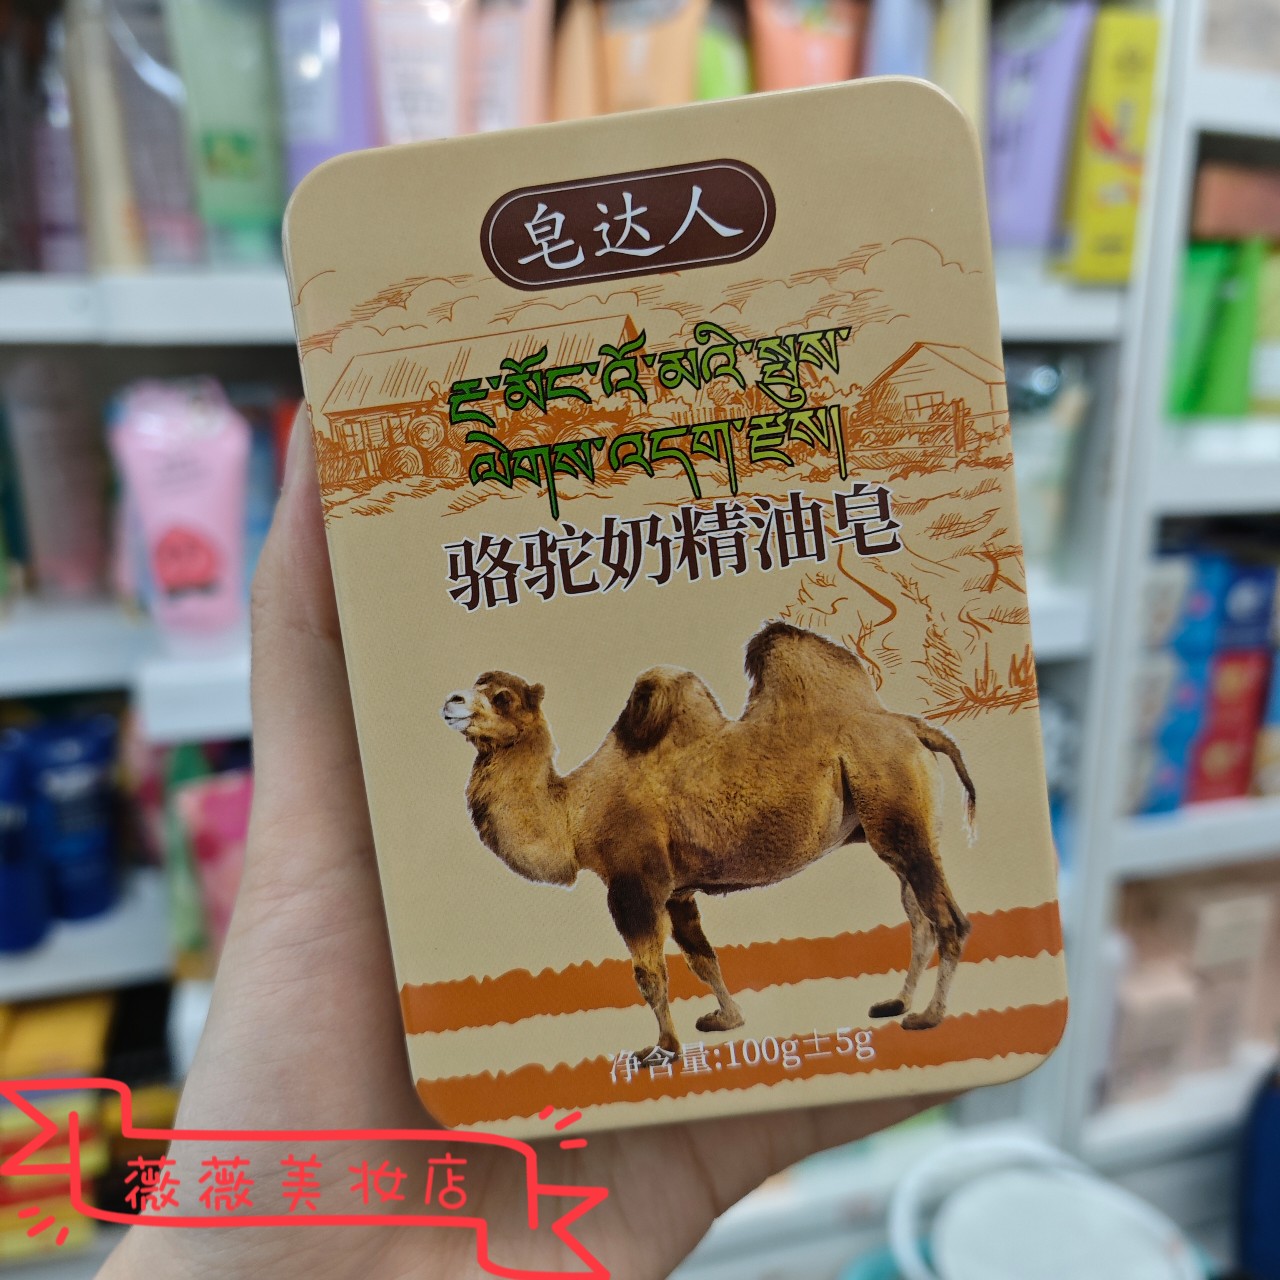 皂达人
རྔ་མོང་འོ་མའི་སྤྲུས་
ལེགས་འདག་རྫས།
骆驼奶精油皂
净含量:100g±5g
薇薇美妆店